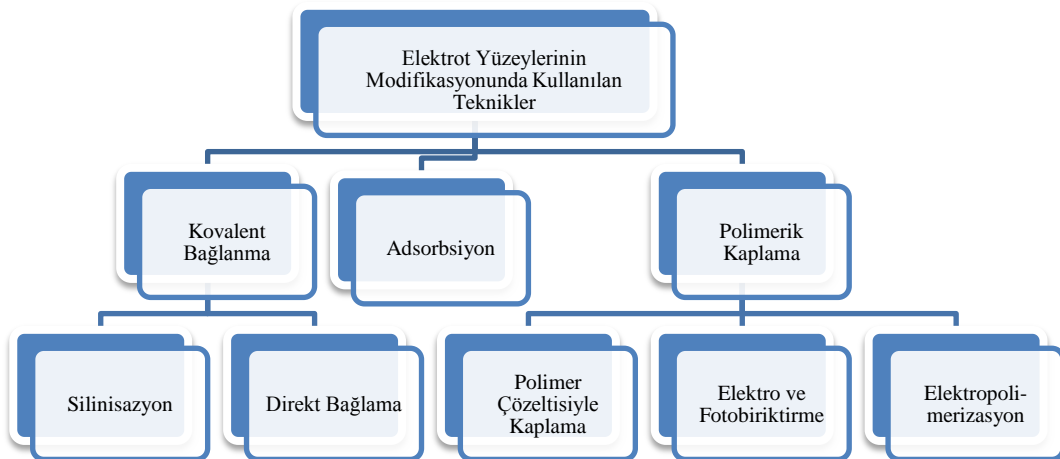 Elektrot Yüzeylerinin
Modifikasyonunda Kullanılan
Teknikler
Kovalent
Bağlanma
Adsorbsiyon
Polimerik
Kaplama
Silinisazyon
Direkt Bağlama
Polimer
Çözeltisiyle
Kaplama
Elektro ve
Fotobiriktirme
Elektropoli-
merizasyon